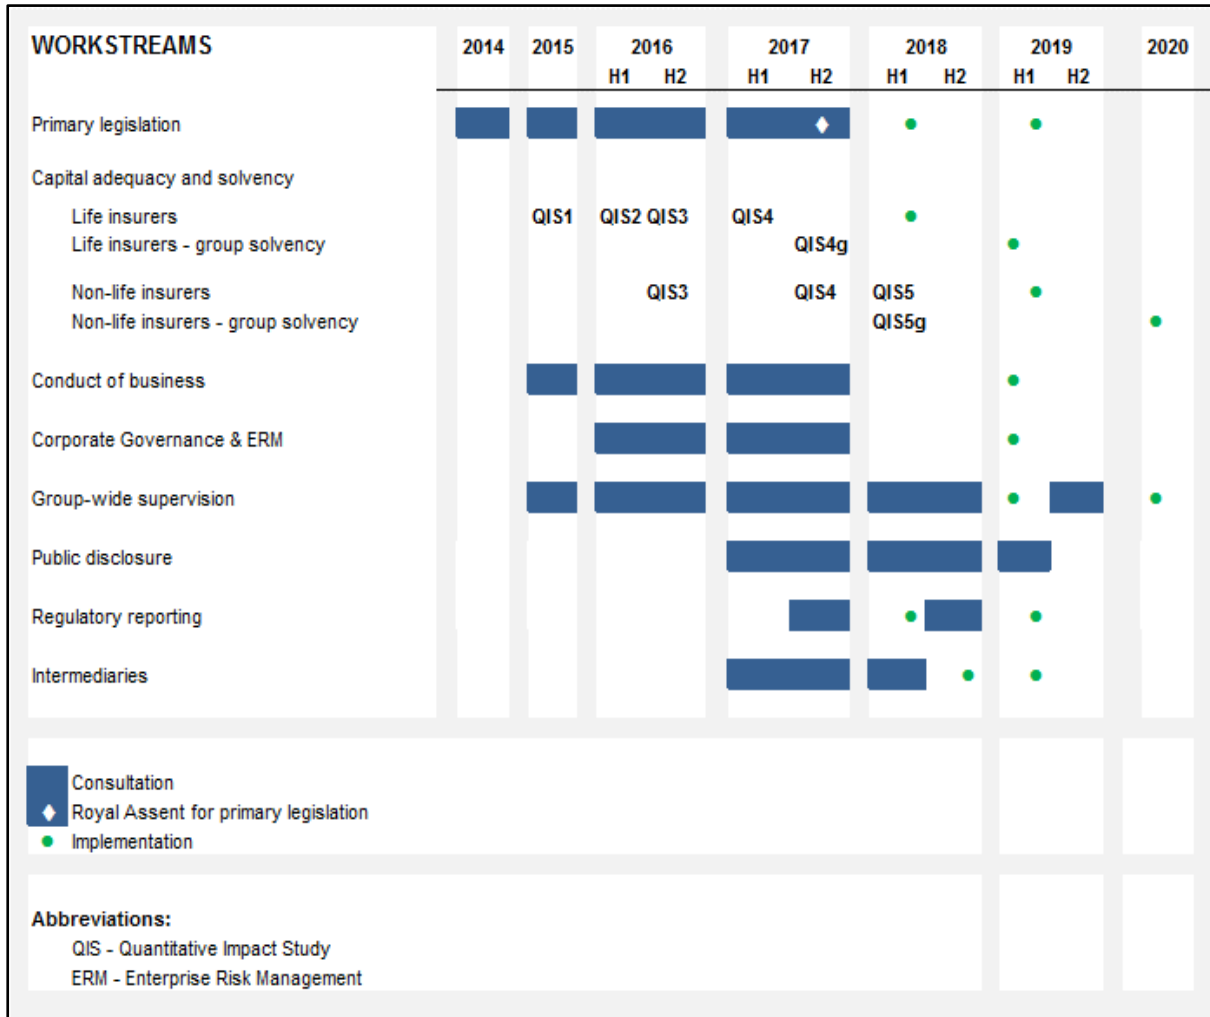 WORKSTREAMS 2014 2015 2016 2017 2018 2019 2020
H1 H2 H1 H2 H1 H2 H1 H2
Primary legislation
Capital adequacy and solvency
Life insurers QIS1 QIS2 QIS3 QIS4
Life insurers - group solvency QIS4g
Non-life insurers QIS3 QIS4 QIS5
Non-life insurers - group solvency QIS5g
Conduct of business
Corporate Governance & ERM
Group-wide supervision
Public disclosure
Regulatory reporting
Intermediaries
Consultation
Royal Assent for primary legislation
Implementation
Abbreviations:
QIS - Quantitative Impact Study
ERM - Enterprise Risk Management